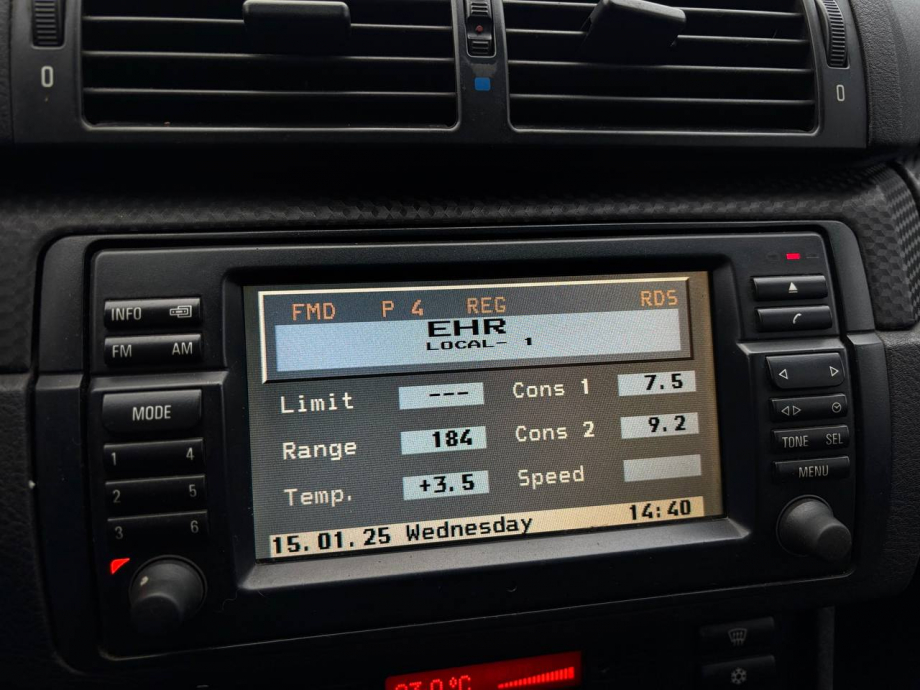 0
0
INFO
FM AM
MODE
1 4
2 5
3 6
FMD P 4 REG RDS
EHR
LOCAL- 1
Limit --- Cons 1 7.5
Range 184 Cons 2 9.2
Temp. +3.5 Speed
15.01.25 Wednesday 14:40
TONE SEL
MENU